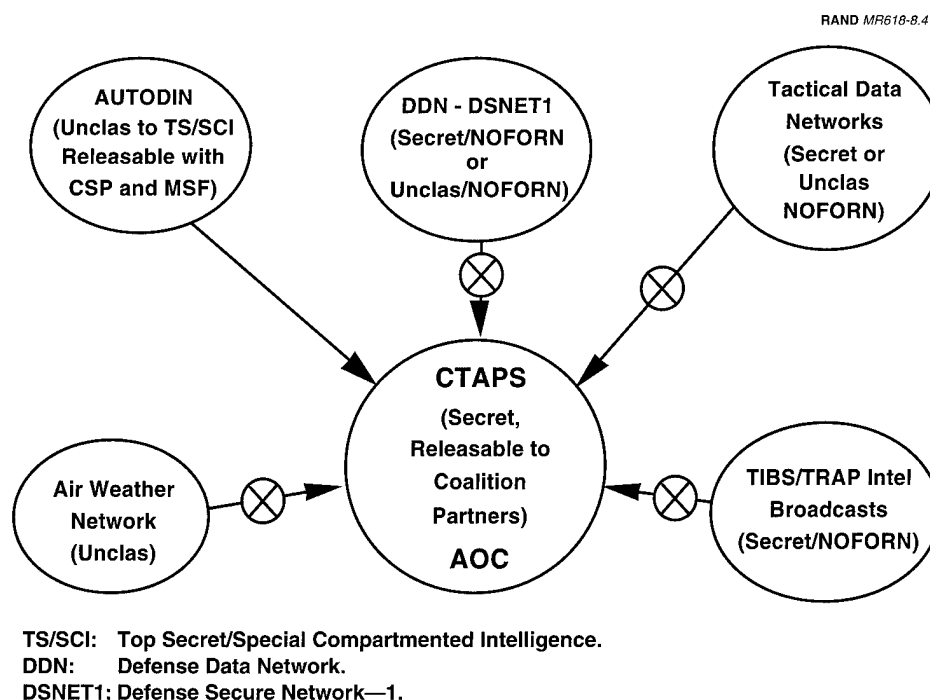 RAND MR618-8.4
AUTODIN
(Unclas to TS/SCI
Releasable with
CSP and MSF)
DDN - DSNET1
(Secret/NOFORN
or
Unclas/NOFORN)
Tactical Data
Networks
(Secret or
Unclas
NOFORN)
CTAPS
(Secret,
Releasable to
Coalition
Partners)
AOC
Air Weather
Network
(Unclas)
TIBS/TRAP Intel
Broadcasts
(Secret/NOFORN)
TS/SCI: Top Secret/Special Compartmented Intelligence.
DDN: Defense Data Network.
DSNET1: Defense Secure Network—1.